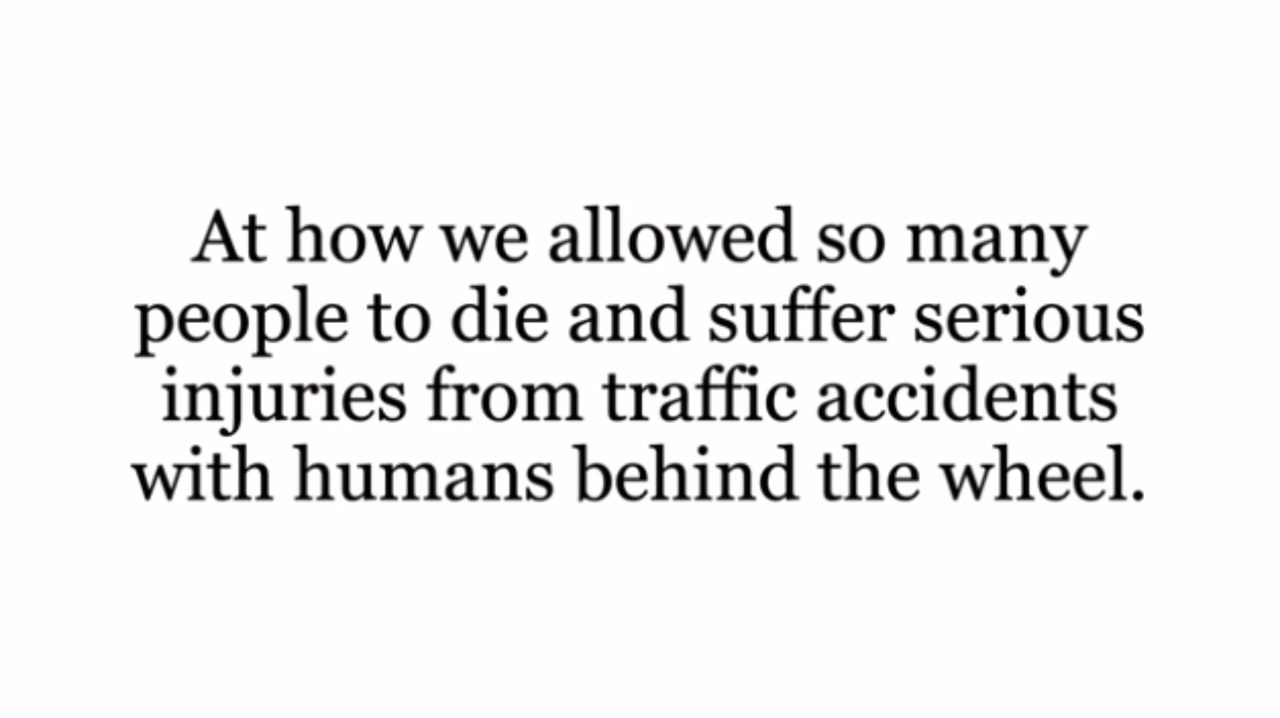 At how we allowed so many
people to die and suffer serious
injuries from traffic accidents
with humans behind the wheel.